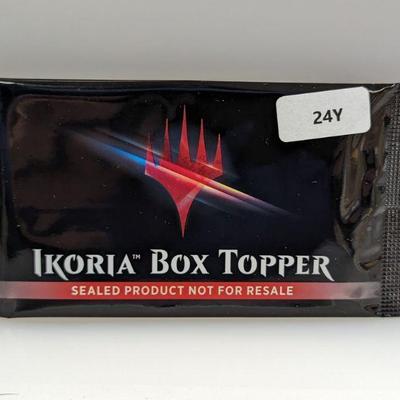 24Y
IKORIA™ BOX TOPPER
SEALED PRODUCT NOT FOR RESALE